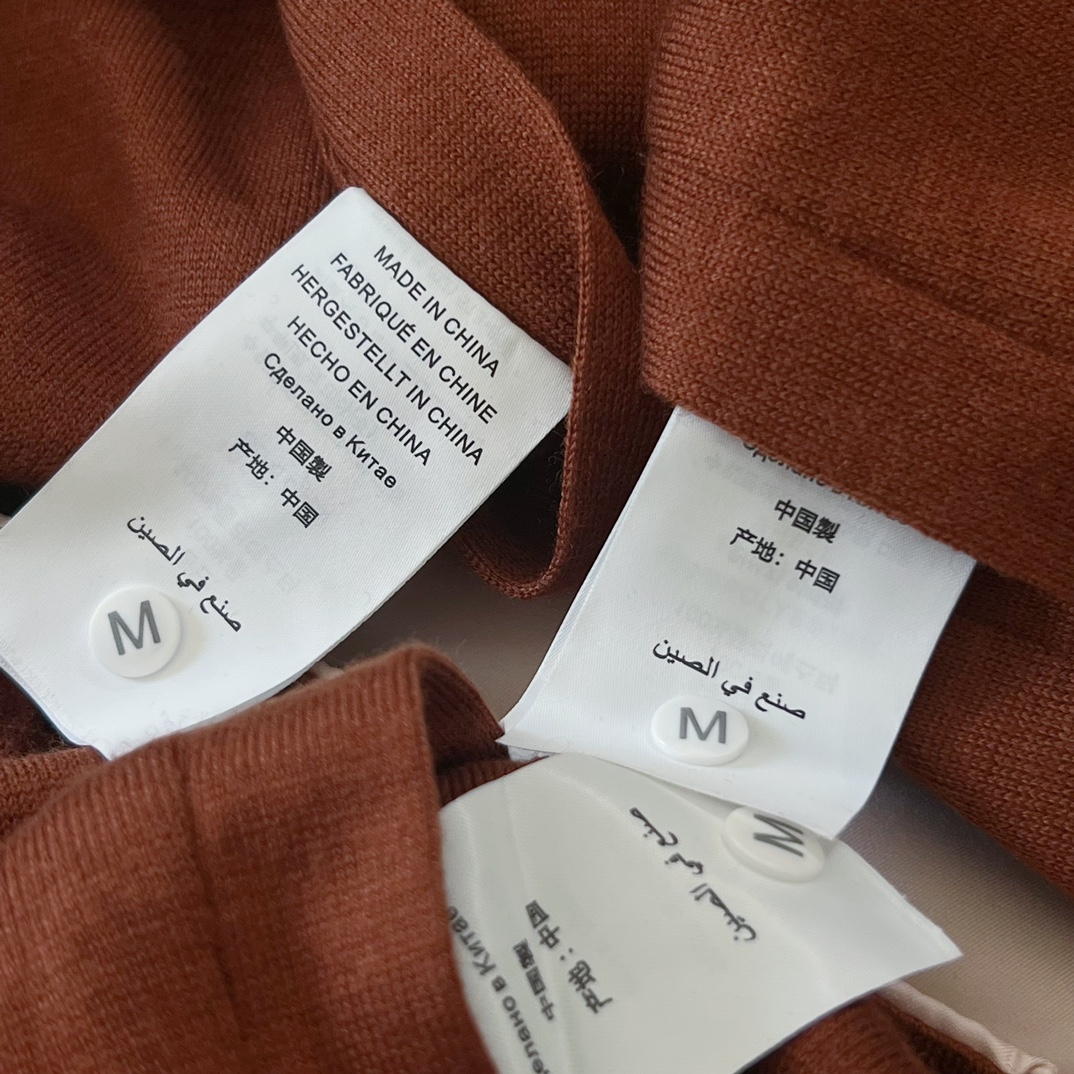 MADE IN CHINA
FABRIQUÉ EN CHINE
HERGESTELLT IN CHINA
HECHO EN CHINA
Сделано в Китае
中国製
产地：中国
صنع في الصين
M
中国製
产地：中国
صنع في الصين
M
M
صنع في الصين
产地：中国
中国製
в Китае